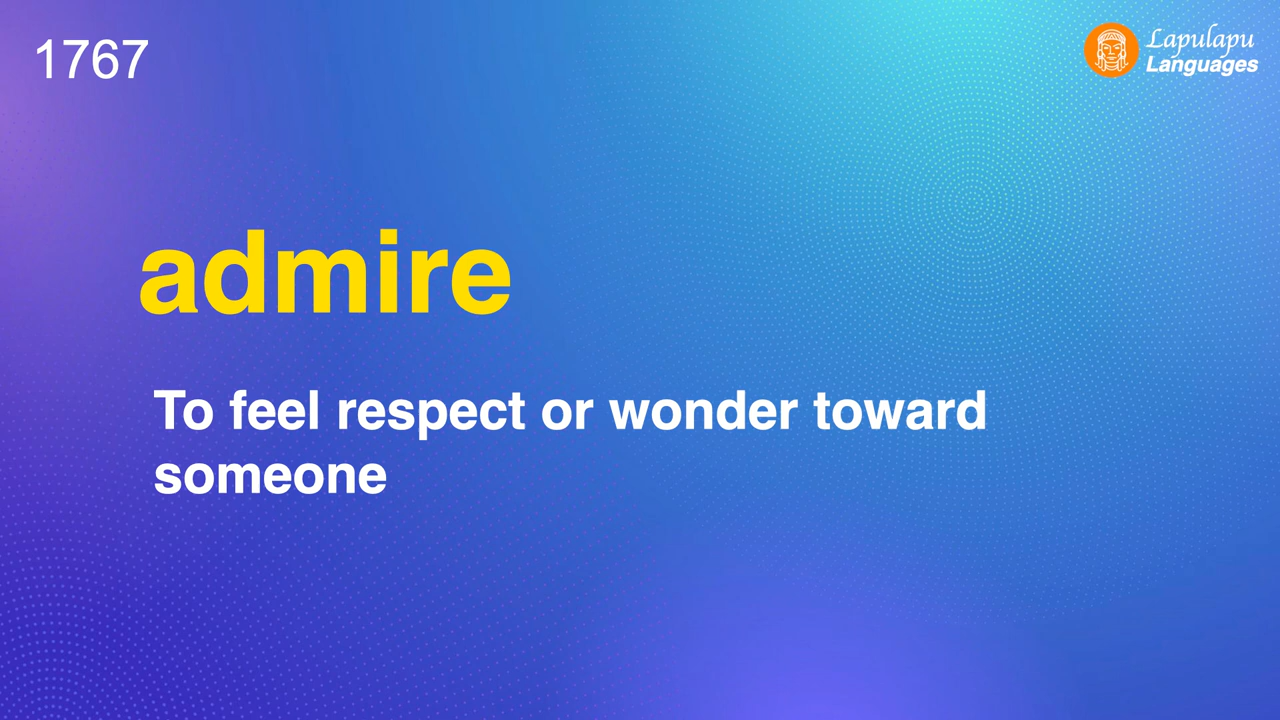 1767
Lapulapu
Languages
admire
To feel respect or wonder toward
someone